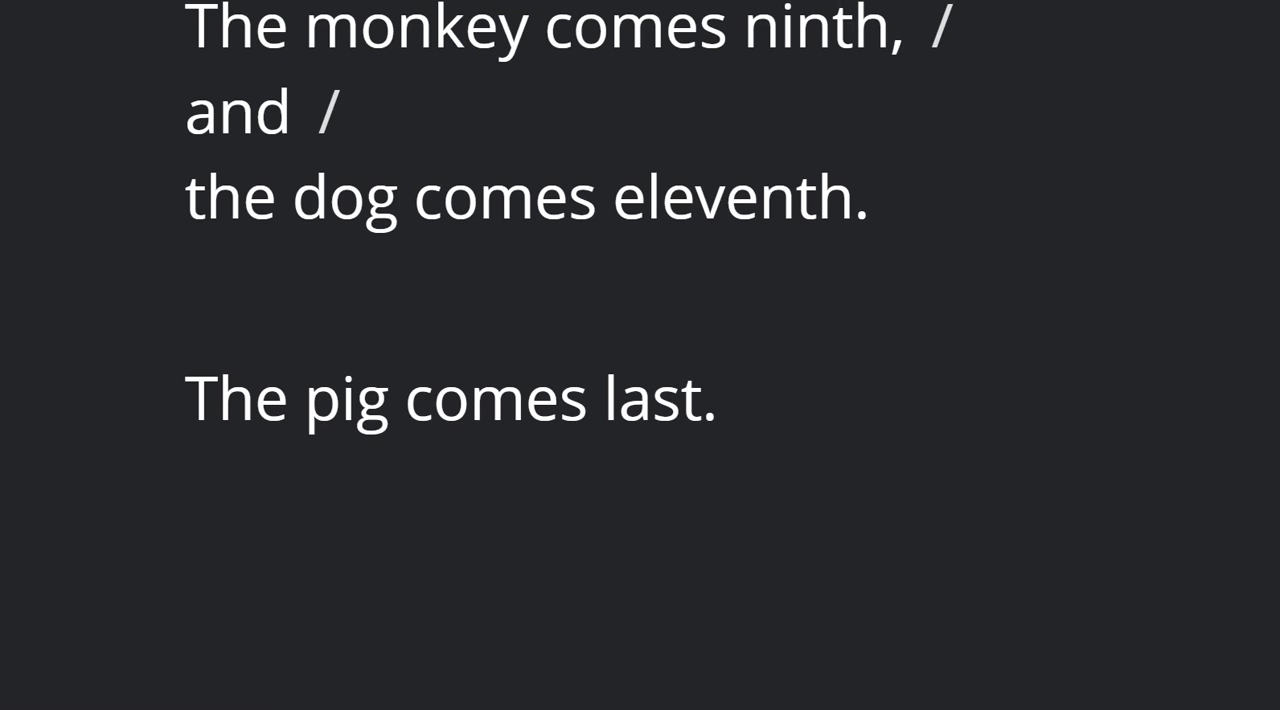 The monkey comes ninth, /
and /
the dog comes eleventh.
The pig comes last.